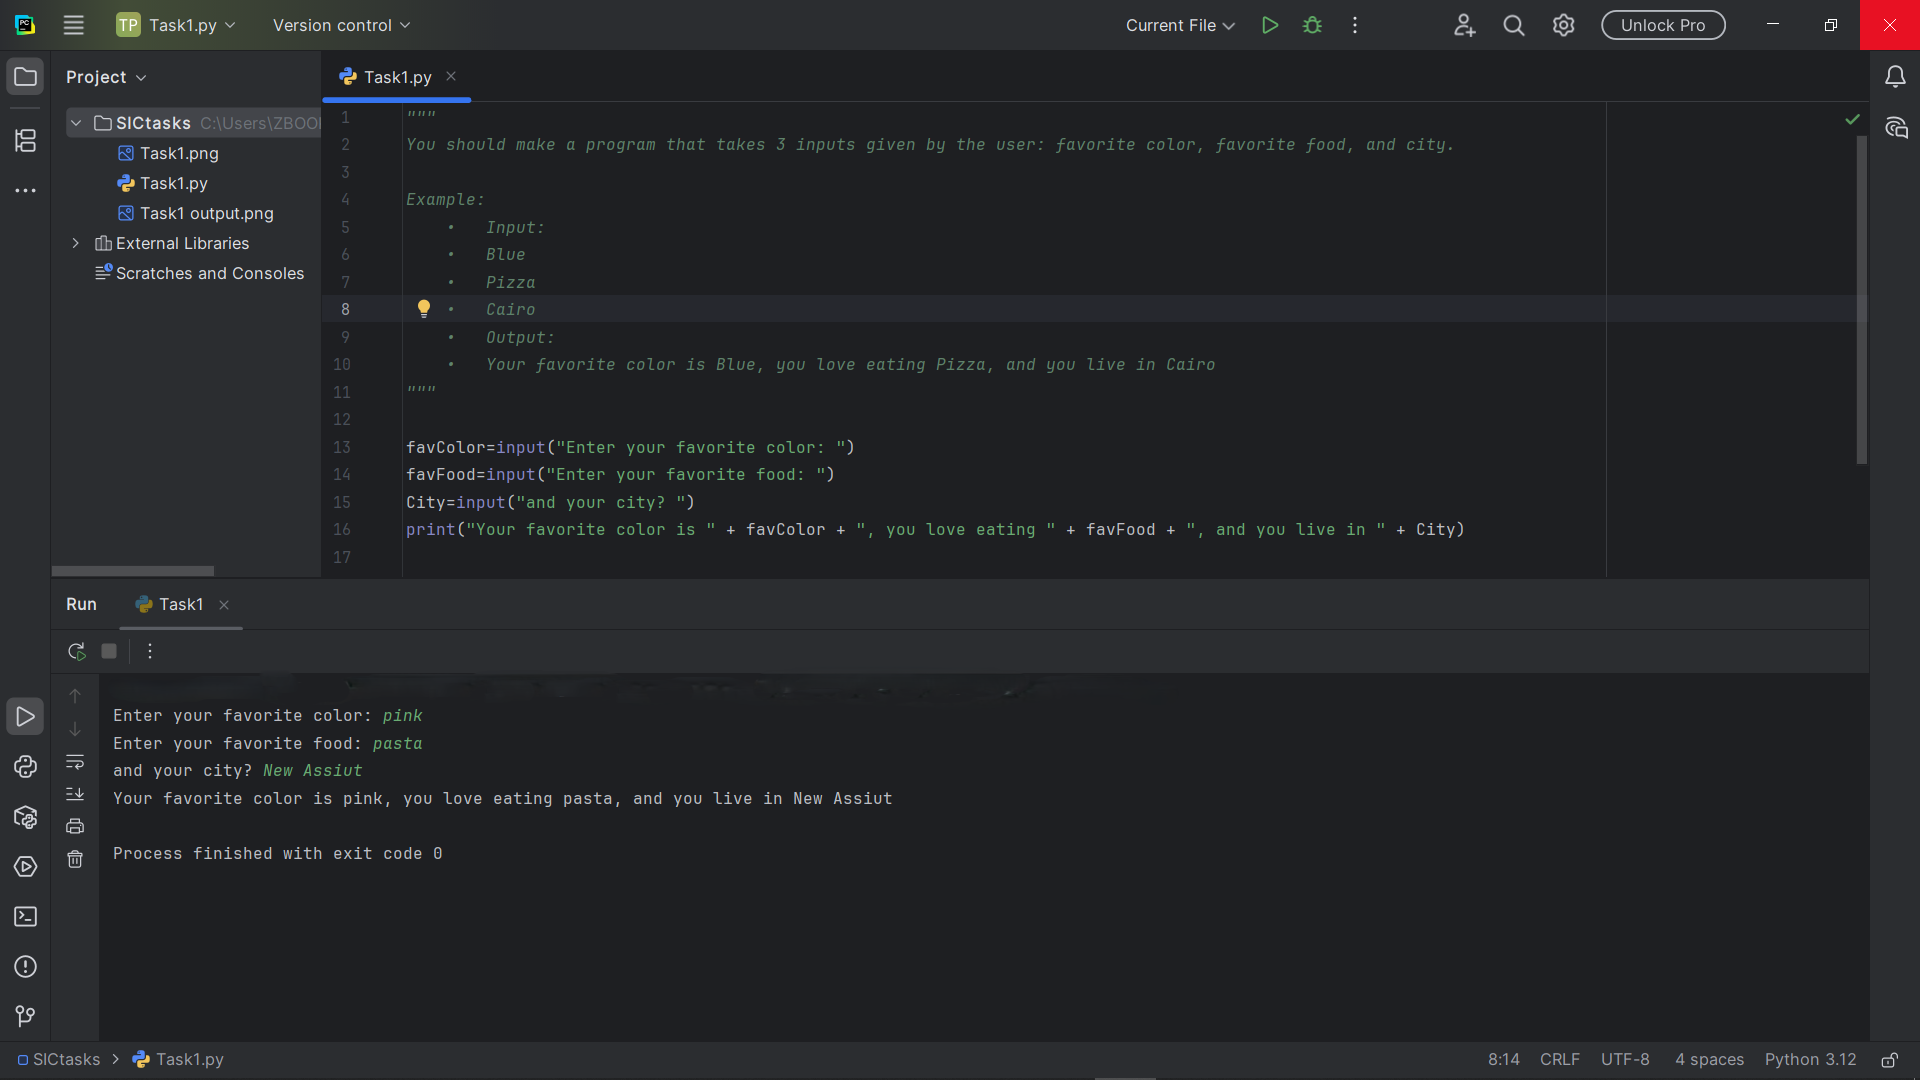 PC
TP Task1.py Version control Current File Unlock Pro
Project
SICtasks C:\Users\ZBOO
Task1.png
Task1.py
Task1 output.png
External Libraries
Scratches and Consoles
Task1.py
1 """
2 You should make a program that takes 3 inputs given by the user: favorite color, favorite food, and city.
3
4 Example:
5 • Input:
6 • Blue
7 • Pizza
8 • Cairo
9 • Output:
10 • Your favorite color is Blue, you love eating Pizza, and you live in Cairo
11 """
12
13 favColor=input("Enter your favorite color: ")
14 favFood=input("Enter your favorite food: ")
15 City=input("and your city? ")
16 print("Your favorite color is " + favColor + ", you love eating " + favFood + ", and you live in " + City)
17
Run Task1
Enter your favorite color: pink
Enter your favorite food: pasta
and your city? New Assiut
Your favorite color is pink, you love eating pasta, and you live in New Assiut
Process finished with exit code 0
SICtasks > Task1.py 8:14 CRLF UTF-8 4 spaces Python 3.12